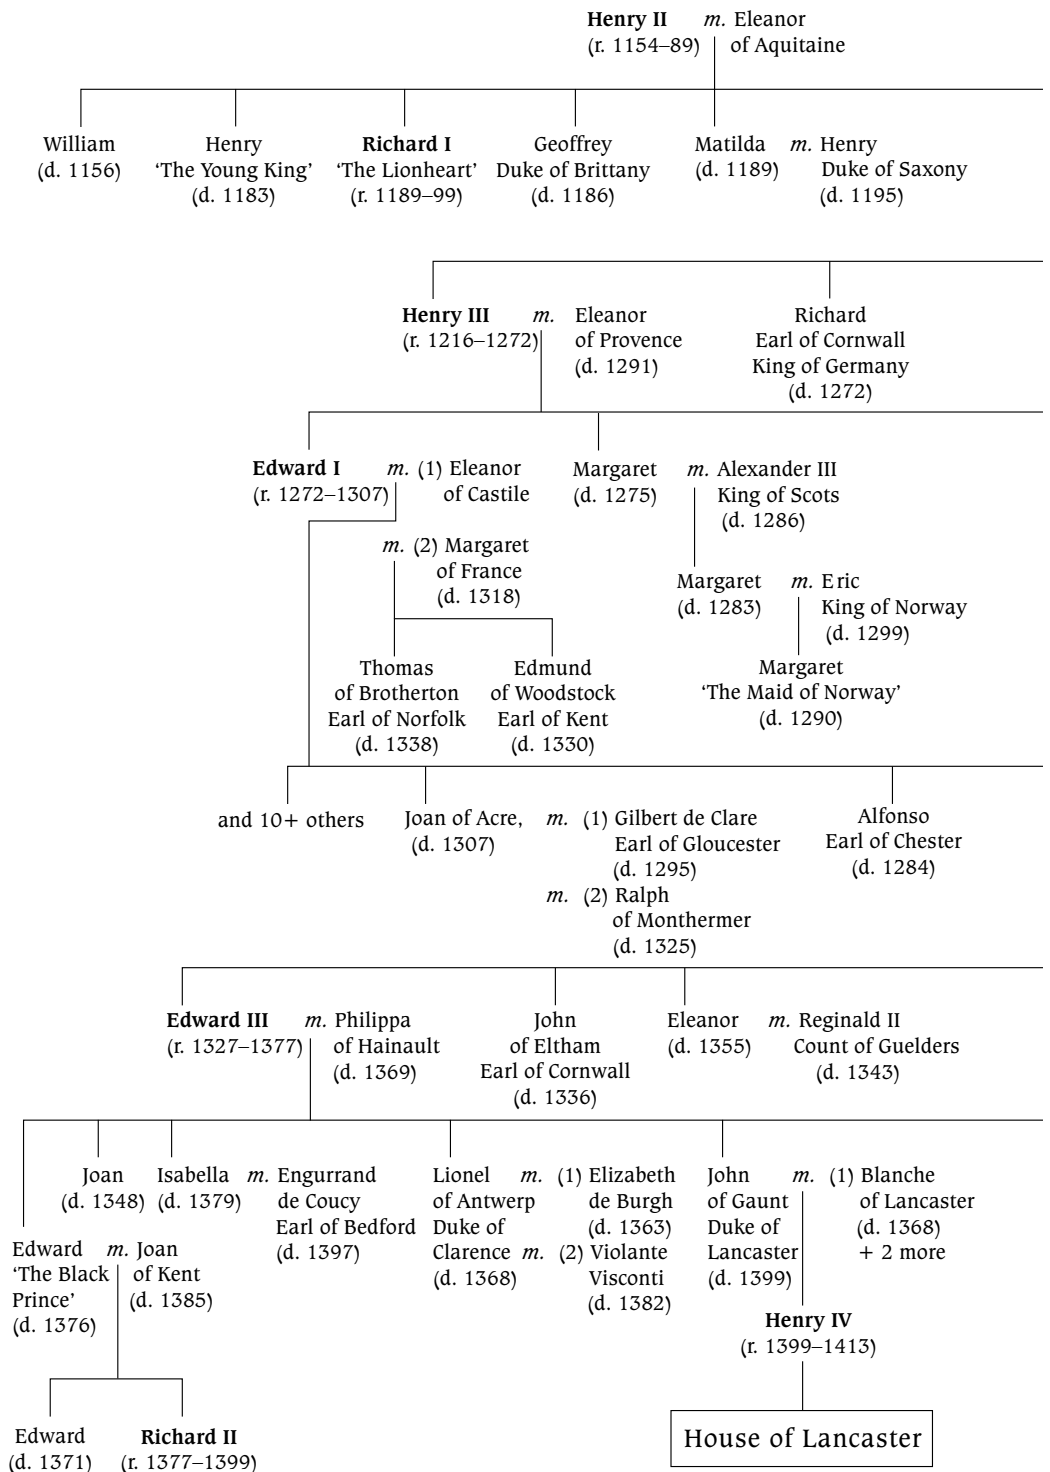 Henry II m. Eleanor
(r. 1154–89) of Aquitaine
William
(d. 1156)
Henry
‘The Young King’
(d. 1183)
Richard I
‘The Lionheart’
(r. 1189–99)
Geoffrey
Duke of Brittany
(d. 1186)
Matilda m. Henry
(d. 1189) Duke of Saxony
(d. 1195)
Henry III m. Eleanor
(r. 1216–1272) of Provence
(d. 1291)
Richard
Earl of Cornwall
King of Germany
(d. 1272)
Edward I m. (1) Eleanor
(r. 1272–1307) of Castile
m. (2) Margaret
of France
(d. 1318)
Margaret m. Alexander III
(d. 1275) King of Scots
(d. 1286)
Margaret m. Eric
(d. 1283) King of Norway
(d. 1299)
Thomas
of Brotherton
Earl of Norfolk
(d. 1338)
Edmund
of Woodstock
Earl of Kent
(d. 1330)
Margaret
‘The Maid of Norway’
(d. 1290)
and 10+ others
Joan of Acre, m. (1) Gilbert de Clare
(d. 1307) Earl of Gloucester
(d. 1295)
m. (2) Ralph
of Monthermer
(d. 1325)
Alfonso
Earl of Chester
(d. 1284)
Edward III m. Philippa
(r. 1327–1377) of Hainault
(d. 1369)
John
of Eltham
Earl of Cornwall
(d. 1336)
Eleanor m. Reginald II
(d. 1355) Count of Guelders
(d. 1343)
Joan
(d. 1348)
Isabella m. Engurrand
(d. 1379) de Coucy
Earl of Bedford
(d. 1397)
Lionel m. (1) Elizabeth
of Antwerp de Burgh
Duke of (d. 1363)
Clarence m. (2) Violante
(d. 1368) Visconti
(d. 1382)
John m. (1) Blanche
of Gaunt of Lancaster
Duke of (d. 1368)
Lancaster + 2 more
(d. 1399)
Edward m. Joan
‘The Black of Kent
Prince’ (d. 1385)
(d. 1376)
Henry IV
(r. 1399–1413)
Edward
(d. 1371)
Richard II
(r. 1377–1399)
House of Lancaster